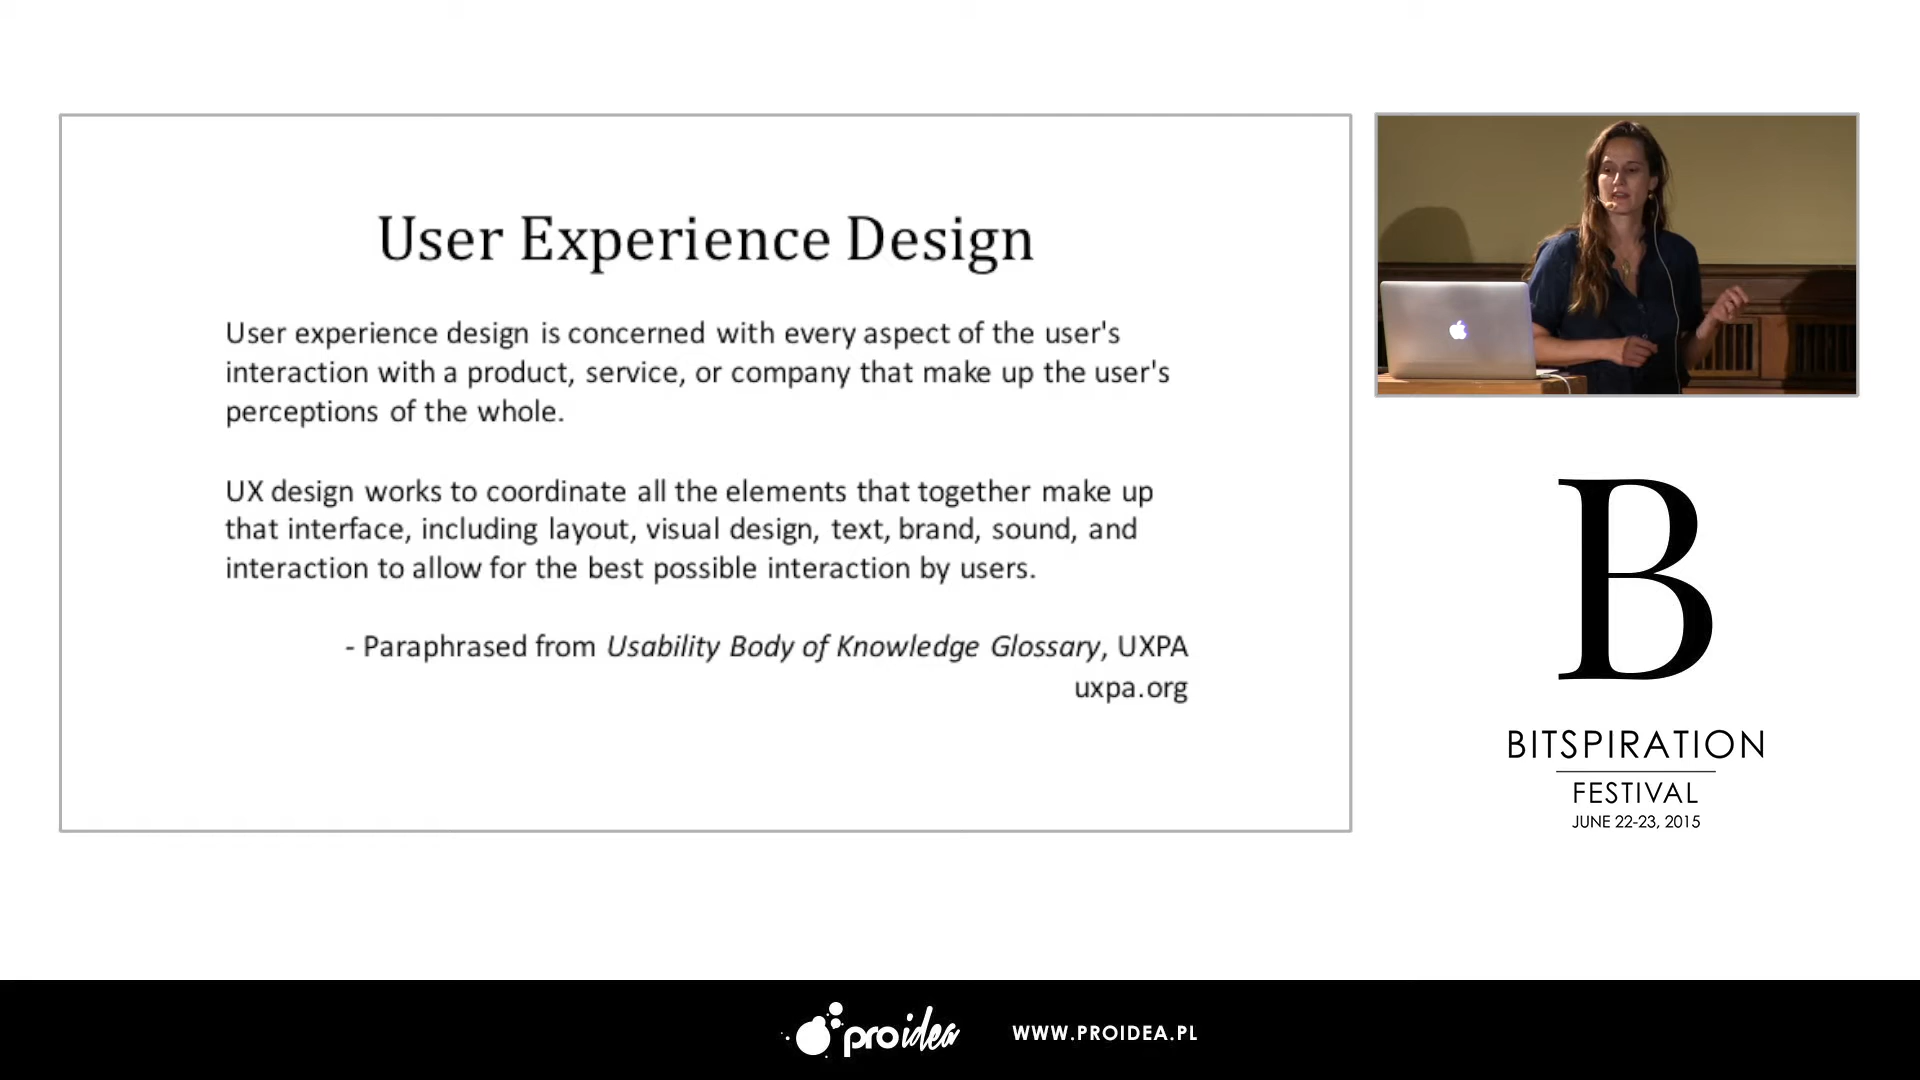 User Experience Design
User experience design is concerned with every aspect of the user's
interaction with a product, service, or company that make up the user's
perceptions of the whole.
UX design works to coordinate all the elements that together make up
that interface, including layout, visual design, text, brand, sound, and
interaction to allow for the best possible interaction by users.
- Paraphrased from Usability Body of Knowledge Glossary, UXPA
uxpa.org
B
BITSPIRATION
FESTIVAL
JUNE 22-23, 2015
proidea
WWW.PROIDEA.PL